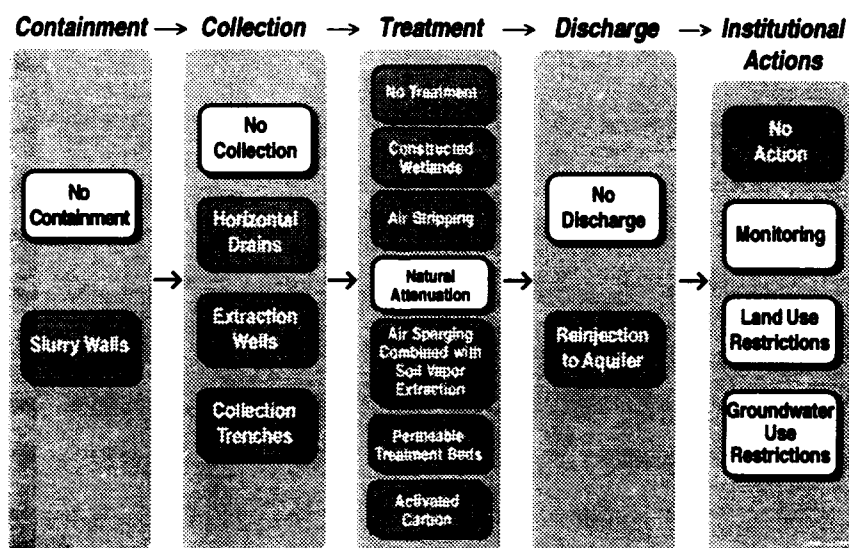 Containment → Collection → Treatment → Discharge → Institutional
Actions
No
Containment
Slurry Walls
No
Collection
Horizontal
Drains
Extraction
Wells
Collection
Trenches
No Treatment
Constructed
Wetlands
Air Stripping
Natural
Attenuation
Air Sparging
Combined with
Soil Vapor
Extraction
Permeable
Treatment Beds
Activated
Carbon
No
Discharge
Reinjection
to Aquifer
No
Action
Monitoring
Land Use
Restrictions
Groundwater
Use
Restrictions